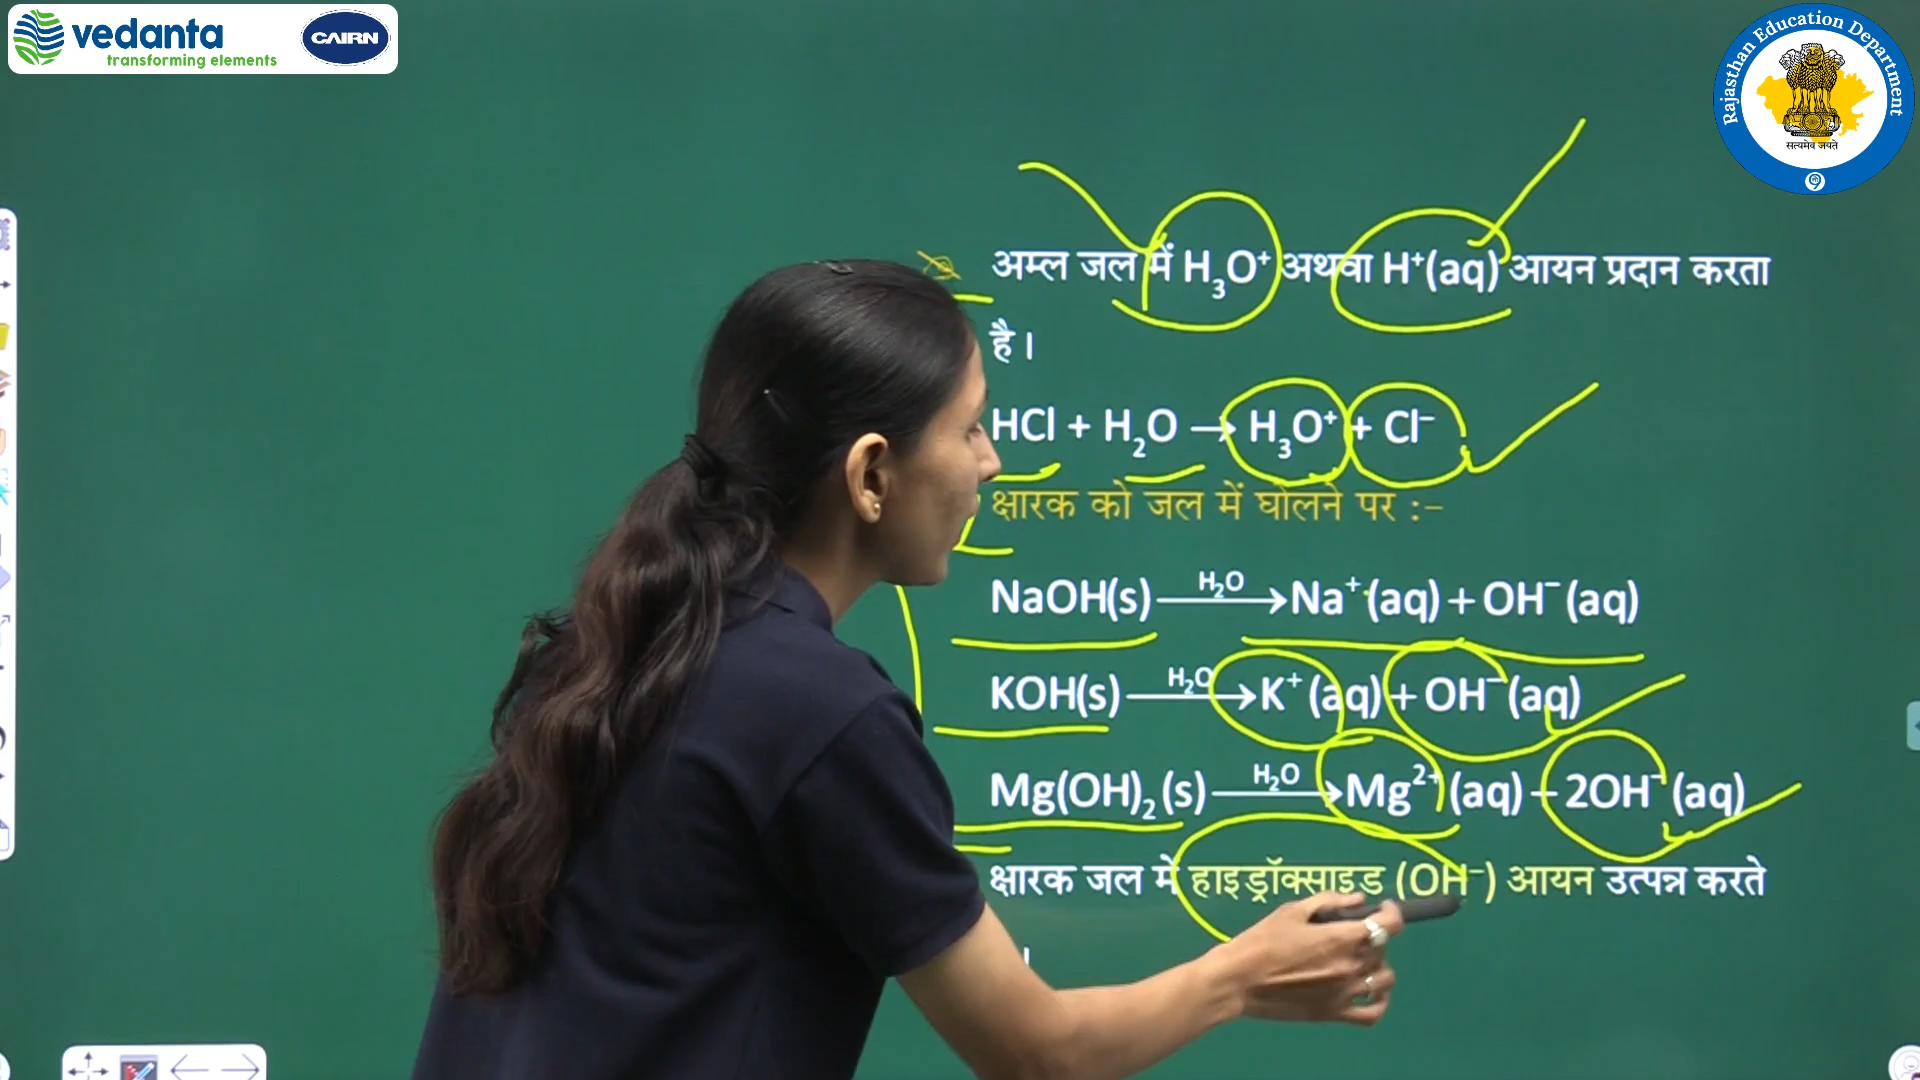 vedanta
transforming elements
CAIRN
Rajasthan Education Department
सत्यमेव जयते
अम्ल जल में H₃O⁺ अथवा H⁺(aq) आयन प्रदान करता
है।
HCl + H₂O → H₃O⁺ + Cl⁻
क्षारक को जल में घोलने पर :–
NaOH(s) —H₂O→ Na⁺(aq) + OH⁻(aq)
KOH(s) —H₂O→ K⁺(aq) + OH⁻(aq)
Mg(OH)₂(s) —H₂O→ Mg²⁺(aq) + 2OH⁻(aq)
क्षारक जल में हाइड्रॉक्साइड (OH⁻) आयन उत्पन्न करते
।